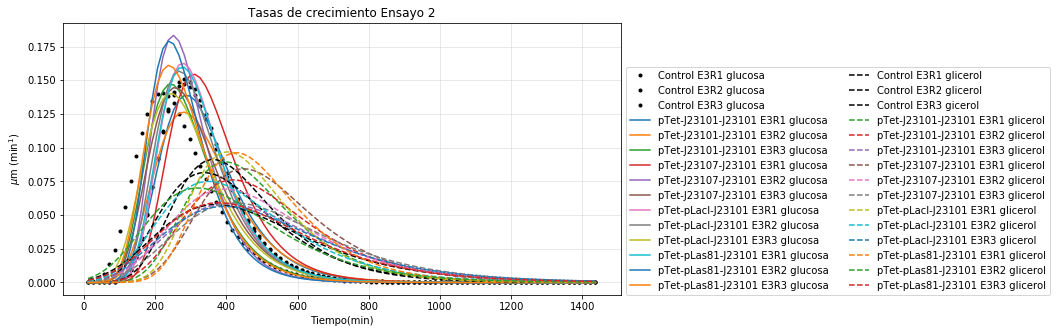 Tasas de crecimiento Ensayo 2
0.175
0.150
0.125
0.100
0.075
0.050
0.025
0.000
μm (min¹)
0
200
400
600
800
1000
1200
1400
Tiempo(min)
Control E3R1 glucosa
Control E3R2 glucosa
Control E3R3 glucosa
pTet-J23101-J23101 E3R1 glucosa
pTet-J23101-J23101 E3R2 glucosa
pTet-J23101-J23101 E3R3 glucosa
pTet-J23107-J23101 E3R1 glucosa
pTet-J23107-J23101 E3R2 glucosa
pTet-J23107-J23101 E3R3 glucosa
pTet-pLacI-J23101 E3R1 glucosa
pTet-pLacI-J23101 E3R2 glucosa
pTet-pLacI-J23101 E3R3 glucosa
pTet-pLas81-J23101 E3R1 glucosa
pTet-pLas81-J23101 E3R2 glucosa
pTet-pLas81-J23101 E3R3 glucosa
Control E3R1 glicerol
Control E3R2 glicerol
Control E3R3 gicerol
pTet-J23101-J23101 E3R1 glicerol
pTet-J23101-J23101 E3R2 glicerol
pTet-J23101-J23101 E3R3 glicerol
pTet-J23107-J23101 E3R1 glicerol
pTet-J23107-J23101 E3R2 glicerol
pTet-J23107-J23101 E3R3 glicerol
pTet-pLacI-J23101 E3R1 glicerol
pTet-pLacI-J23101 E3R2 glicerol
pTet-pLacI-J23101 E3R3 glicerol
pTet-pLas81-J23101 E3R1 glicerol
pTet-pLas81-J23101 E3R2 glicerol
pTet-pLas81-J23101 E3R3 glicerol